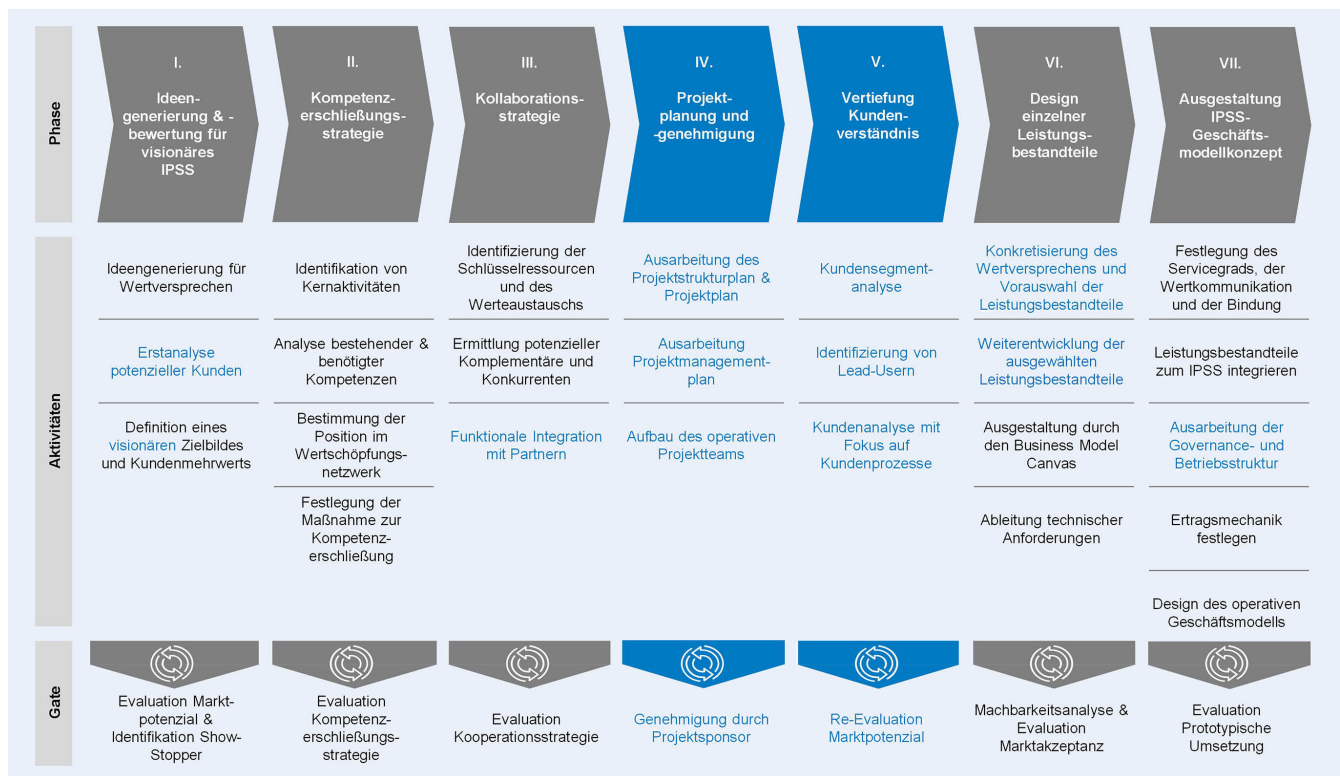 Phase
I.
Ideen-
generierung & -
bewertung für
visionäres
IPSS
II.
Kompetenz-
erschließungs-
strategie
III.
Kollaborations-
strategie
IV.
Projekt-
planung und
-genehmigung
V.
Vertiefung
Kunden-
verständnis
VI.
Design
einzelner
Leistungs-
bestandteile
VII.
Ausgestaltung
IPSS-
Geschäfts-
modellkonzept
Aktivitäten
Ideengenerierung für
Wertversprechen
Erstanalyse
potenzieller Kunden
Definition eines
visionären Zielbildes
und Kundenmehrwerts
Identifikation von
Kernaktivitäten
Analyse bestehender &
benötigter
Kompetenzen
Bestimmung der
Position im
Wertschöpfungs-
netzwerk
Festlegung der
Maßnahme zur
Kompetenz-
erschließung
Identifizierung der
Schlüsselressourcen
und des
Werteaustauschs
Ermittlung potenzieller
Komplementäre und
Konkurrenten
Funktionale Integration
mit Partnern
Ausarbeitung des
Projektstrukturplan &
Projektplan
Ausarbeitung
Projektmanagement-
plan
Aufbau des operativen
Projektteams
Kundensegment-
analyse
Identifizierung von
Lead-Usern
Kundenanalyse mit
Fokus auf
Kundenprozesse
Konkretisierung des
Wertversprechens und
Vorauswahl der
Leistungsbestandteile
Weiterentwicklung der
ausgewählten
Leistungsbestandteile
Ausgestaltung durch
den Business Model
Canvas
Ableitung technischer
Anforderungen
Festlegung des
Servicegrads, der
Wertkommunikation
und der Bindung
Leistungsbestandteile
zum IPSS integrieren
Ausarbeitung der
Governance- und
Betriebsstruktur
Ertragsmechanik
festlegen
Design des operativen
Geschäftsmodells
Gate
Evaluation Markt-
potenzial &
Identifikation Show-
Stopper
Evaluation
Kompetenz-
erschließungs-
strategie
Evaluation
Kooperationsstrategie
Genehmigung durch
Projektsponsor
Re-Evaluation
Marktpotenzial
Machbarkeitsanalyse &
Evaluation
Marktakzeptanz
Evaluation
Prototypische
Umsetzung